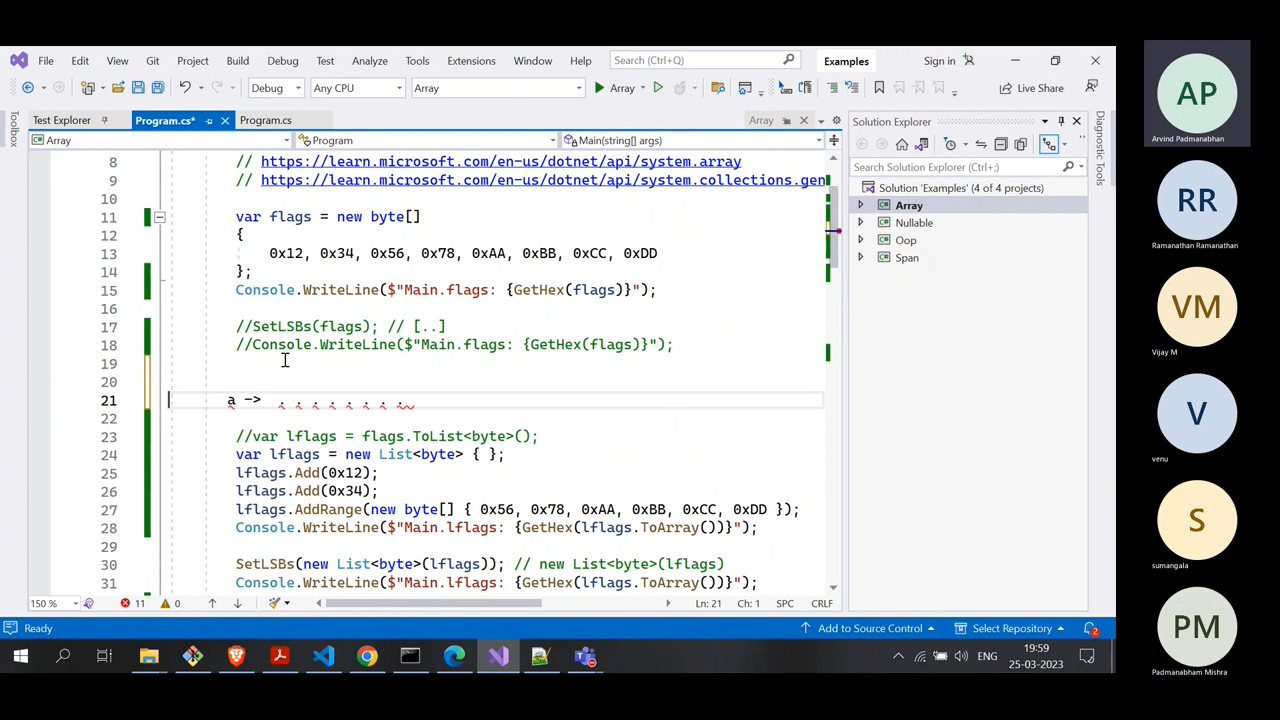 File Edit View Git Project Build Debug Test Analyze Tools Extensions Window Help Search (Ctrl+Q) Examples Sign in
Debug Any CPU Array Array Live Share
Toolbox
Test Explorer Program.cs* Program.cs Array
Array Program Main(string[] args)
8 // https://learn.microsoft.com/en-us/dotnet/api/system.array
9 // https://learn.microsoft.com/en-us/dotnet/api/system.collections.gen
10
11 var flags = new byte[]
12 {
13 0x12, 0x34, 0x56, 0x78, 0xAA, 0xBB, 0xCC, 0xDD
14 };
15 Console.WriteLine($"Main.flags: {GetHex(flags)}");
16
17 //SetLSBs(flags); // [..]
18 //Console.WriteLine($"Main.flags: {GetHex(flags)}");
19
20
21 a -> . . . . . . . .
22
23 //var lflags = flags.ToList<byte>();
24 var lflags = new List<byte> { };
25 lflags.Add(0x12);
26 lflags.Add(0x34);
27 lflags.AddRange(new byte[] { 0x56, 0x78, 0xAA, 0xBB, 0xCC, 0xDD });
28 Console.WriteLine($"Main.lflags: {GetHex(lflags.ToArray())}");
29
30 SetLSBs(new List<byte>(lflags)); // new List<byte>(lflags)
31 Console.WriteLine($"Main.lflags: {GetHex(lflags.ToArray())}");
150 % 11 0 Ln: 21 Ch: 1 SPC CRLF
Solution Explorer
Search Solution Explorer (Ctrl+;)
Solution 'Examples' (4 of 4 projects)
Array
Nullable
Oop
Span
Diagnostic Tools
Ready Add to Source Control Select Repository 2
ENG 19:59
25-03-2023
AP
Arvind Padmanabhan
RR
Ramanathan Ramanathan
VM
Vijay M
V
venu
S
sumangala
PM
Padmanabham Mishra